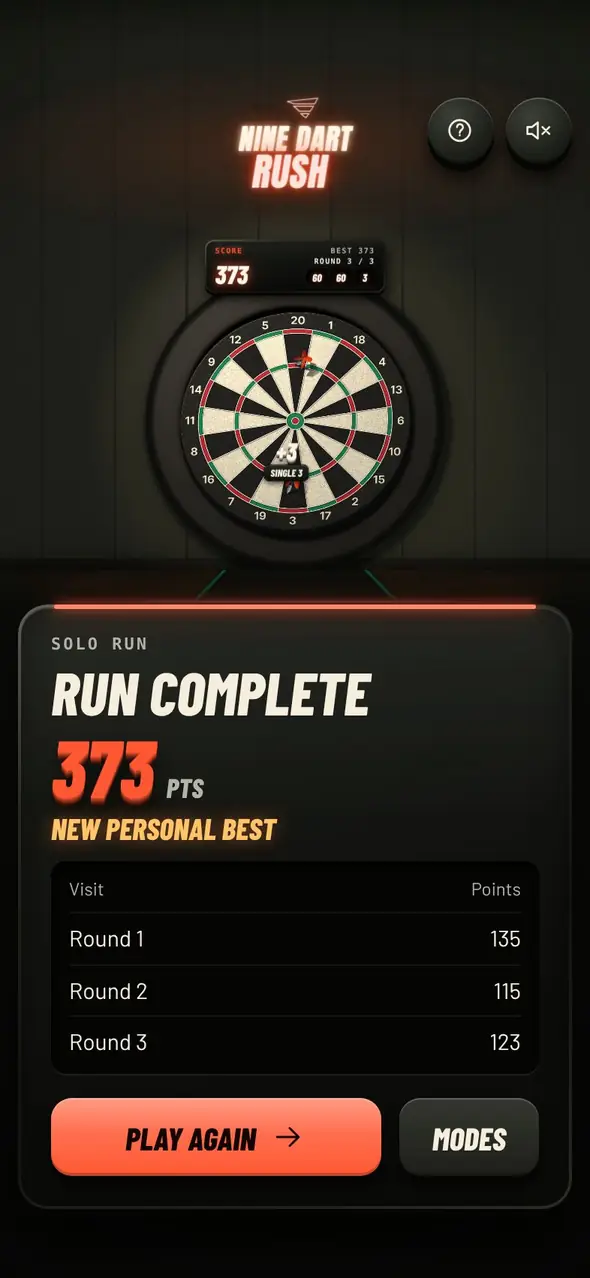 NINE DART
RUSH
SCORE
BEST 373
ROUND 3 / 3
373
60 60 3
20
5 1
12 18
9 4
14 13
11 6
8 10
16 15
7 2
19 17
3
+3
SINGLE 3
SOLO RUN
RUN COMPLETE
373 PTS
NEW PERSONAL BEST
Visit Points
Round 1 135
Round 2 115
Round 3 123
PLAY AGAIN →
MODES